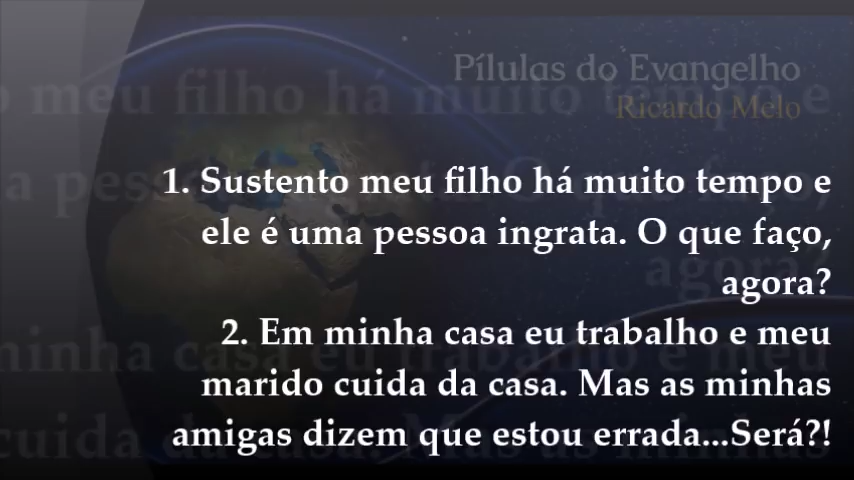 Pílulas do Evangelho
Ricardo Melo
1. Sustento meu filho há muito tempo e
ele é uma pessoa ingrata. O que faço,
agora?
2. Em minha casa eu trabalho e meu
marido cuida da casa. Mas as minhas
amigas dizem que estou errada...Será?!